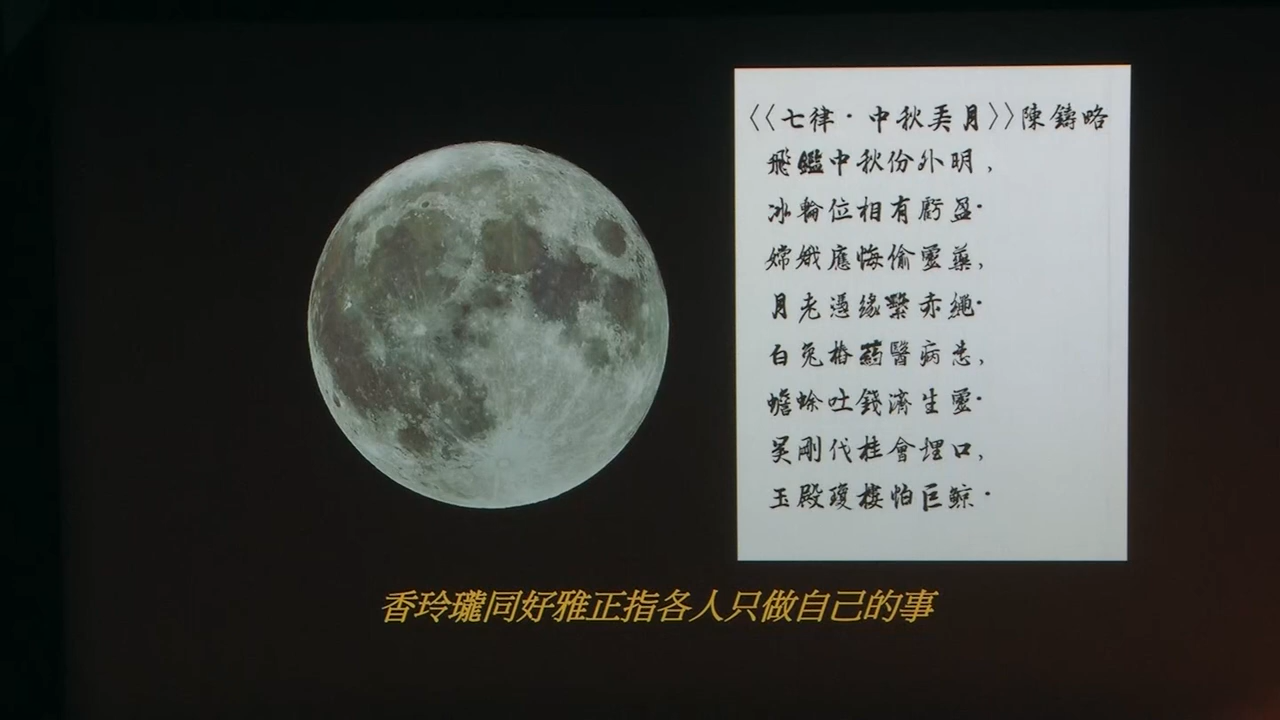 〈〈七律·中秋美月〉〉陳鑄略
飛鑑中秋份外明，
冰輪位相有虧盈·
嫦娥應悔偷靈藥，
月老憑緣繫赤繩·
白兔樁葯醫病患，
蟾蜍吐錢濟生靈·
吳剛伐桂會埋口，
玉殿瓊樓怕巨鯨·
香玲瓏同好雅正指各人只做自己的事